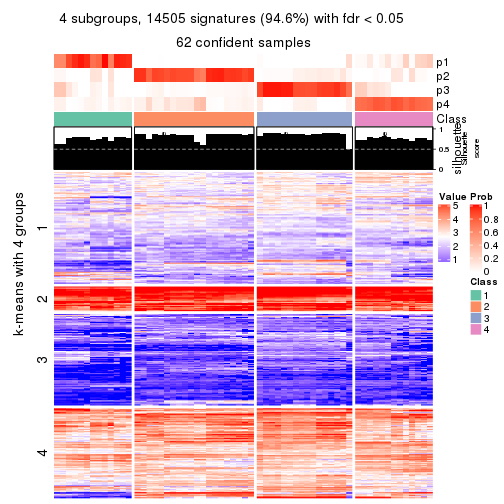 4 subgroups, 14505 signatures (94.6%) with fdr < 0.05
62 confident samples
p1
p2
p3
p4
Class
1
0.5
0
silhouette
Silhouette
score
k-means with 4 groups
1
2
3
4
Value
5
4
3
2
1
Prob
1
0.8
0.6
0.4
0.2
0
Class
1
2
3
4